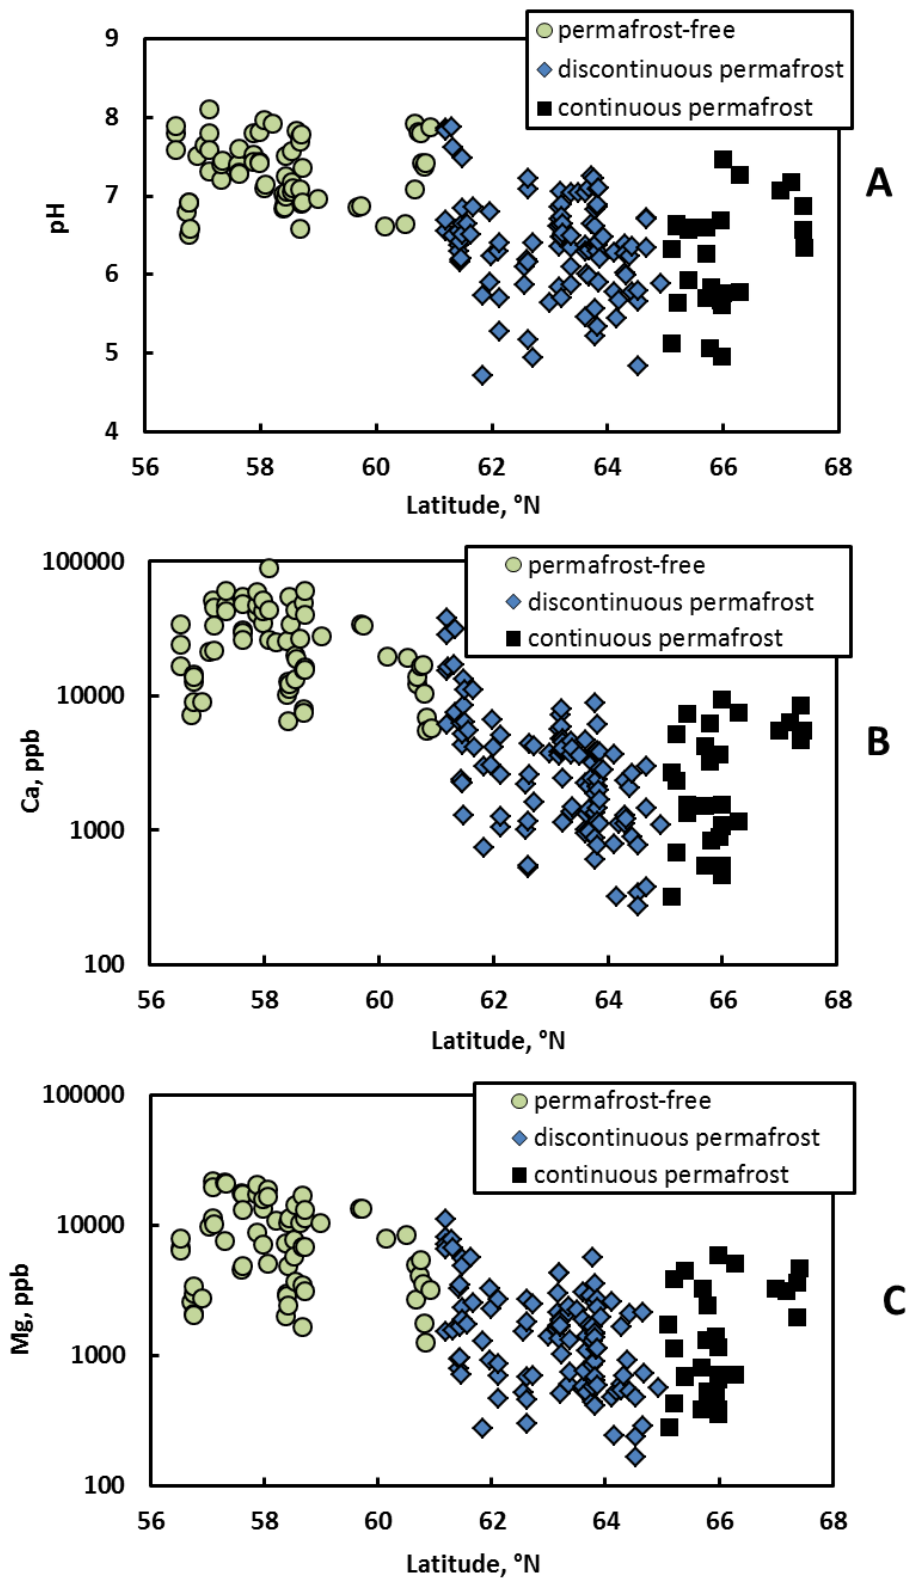 permafrost-free
discontinuous permafrost
continuous permafrost
A
9
8
7
6
5
4
pH
56 58 60 62 64 66 68
Latitude, °N
permafrost-free
discontinuous permafrost
continuous permafrost
B
100000
10000
1000
100
Ca, ppb
56 58 60 62 64 66 68
Latitude, °N
permafrost-free
discontinuous permafrost
continuous permafrost
C
100000
10000
1000
100
Mg, ppb
56 58 60 62 64 66 68
Latitude, °N